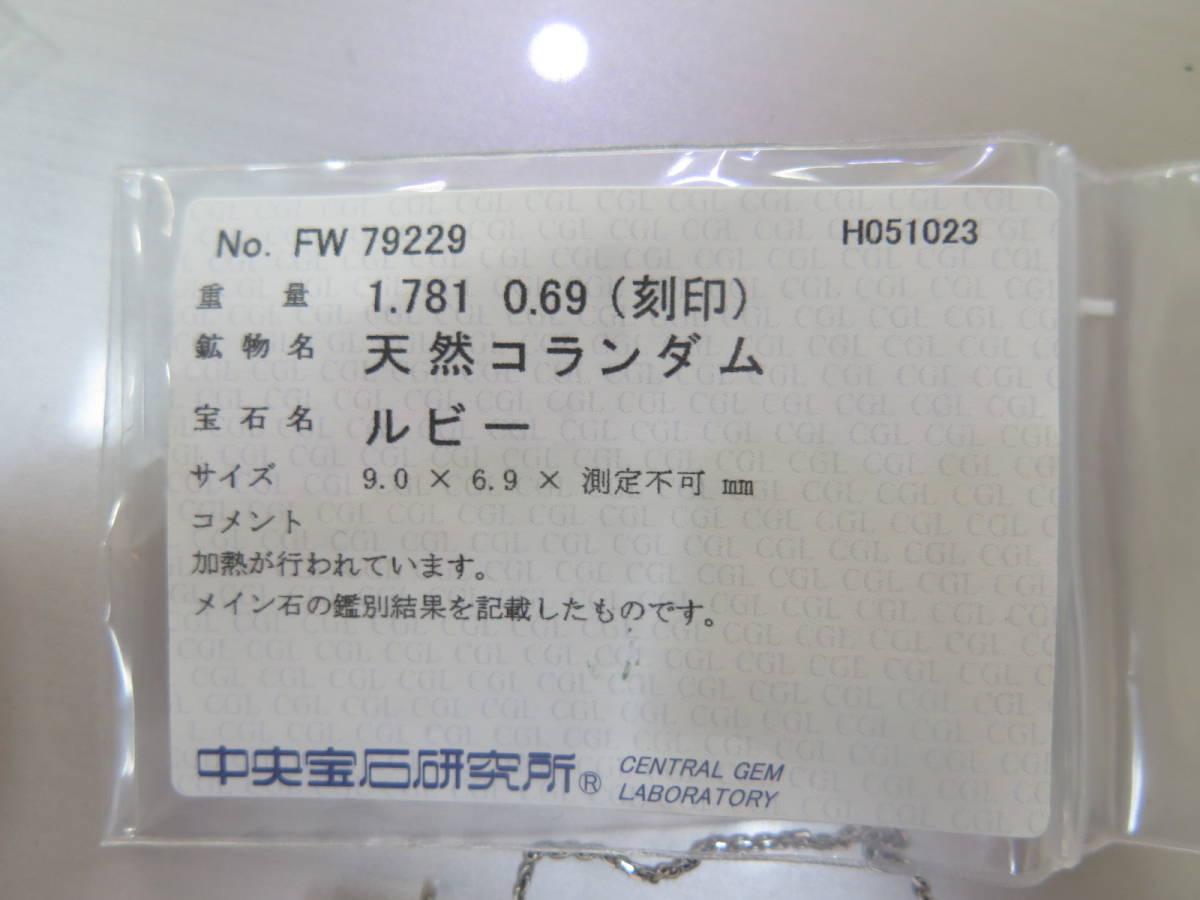 No. FW 79229 H051023
重 量 1.781 0.69 (刻印)
鉱物名 天然コランダム
宝石名 ルビー
サイズ 9.0 × 6.9 × 測定不可 mm
コメント
加熱が行われています。
メイン石の鑑別結果を記載したものです。
中央宝石研究所® CENTRAL GEM
LABORATORY